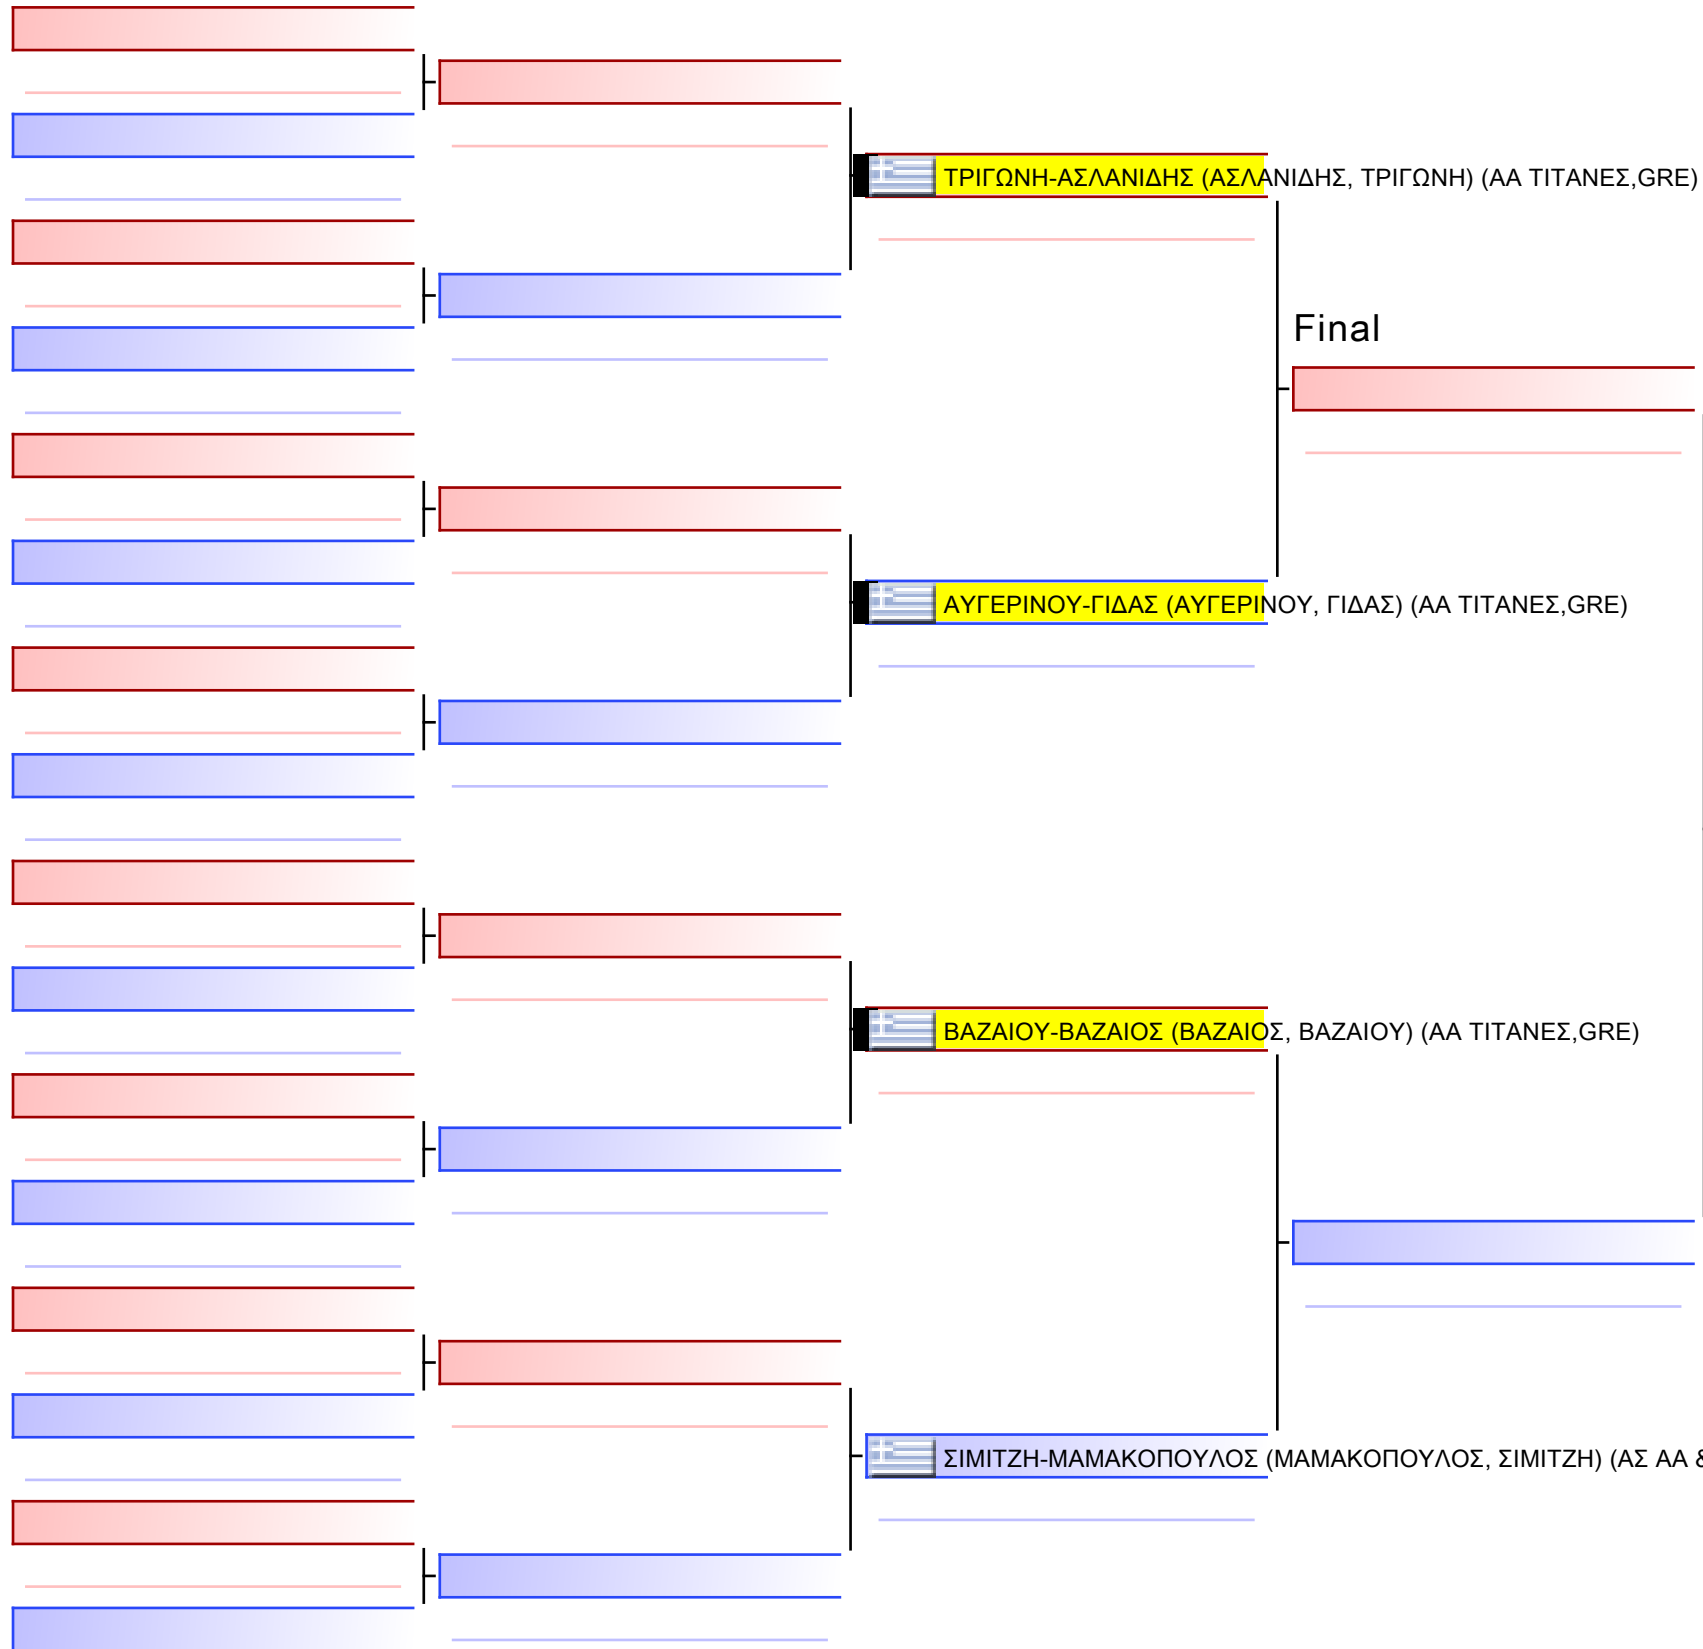 ΤΡΙΓΩΝΗ-ΑΣΛΑΝΙΔΗΣ (ΑΣΛΑΝΙΔΗΣ, ΤΡΙΓΩΝΗ) (ΑΑ ΤΙΤΑΝΕΣ,GRE)
Final
ΑΥΓΕΡΙΝΟΥ-ΓΙΔΑΣ (ΑΥΓΕΡΙΝΟΥ, ΓΙΔΑΣ) (ΑΑ ΤΙΤΑΝΕΣ,GRE)
ΒΑΖΑΙΟΥ-ΒΑΖΑΙΟΣ (ΒΑΖΑΙΟΣ, ΒΑΖΑΙΟΥ) (ΑΑ ΤΙΤΑΝΕΣ,GRE)
ΣΙΜΙΤΖΗ-ΜΑΜΑΚΟΠΟΥΛΟΣ (ΜΑΜΑΚΟΠΟΥΛΟΣ, ΣΙΜΙΤΖΗ) (ΑΣ ΑΑ &